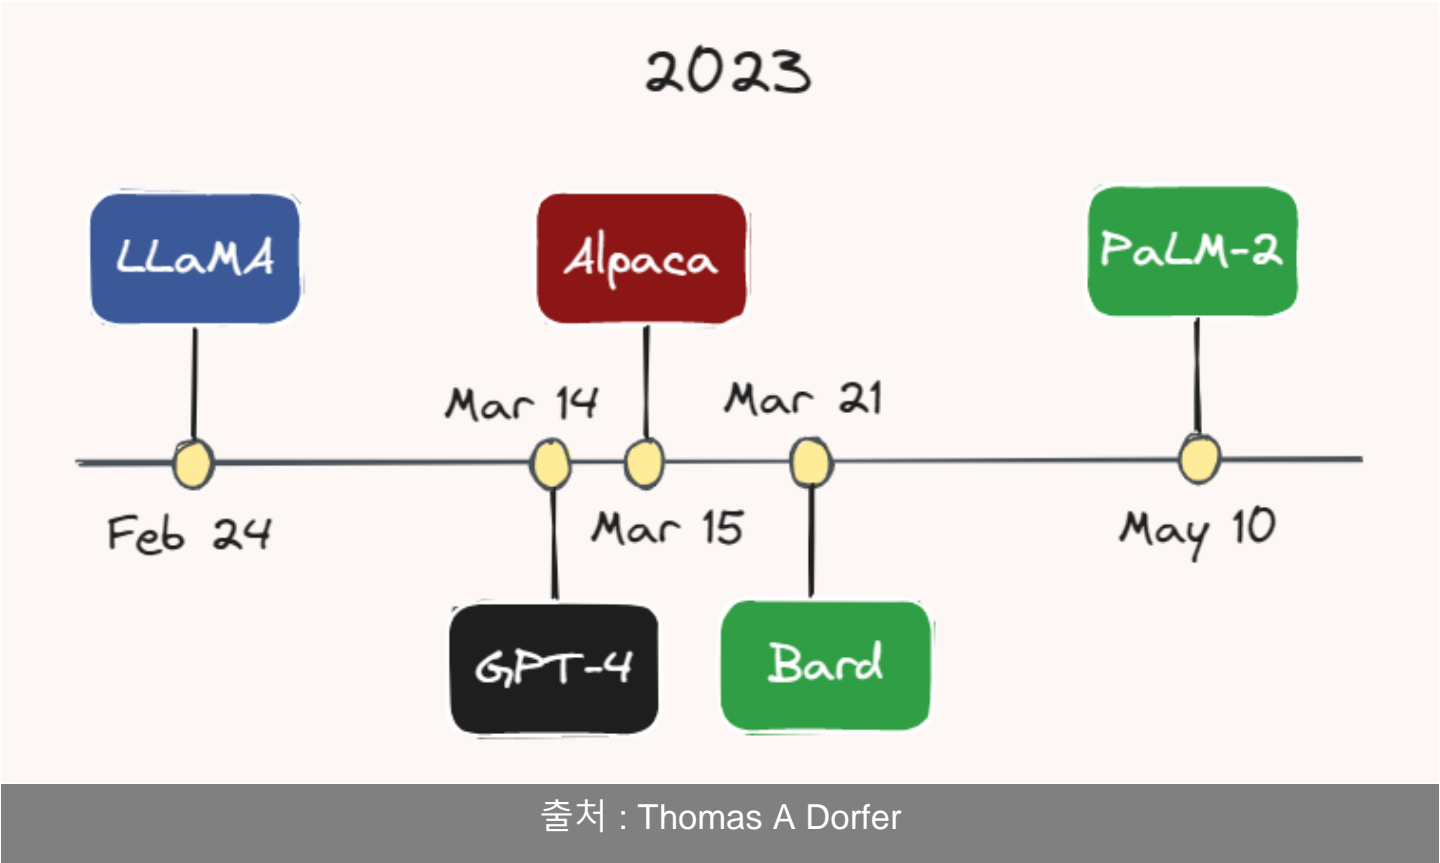 2023
LLaMA
Alpaca
PaLM-2
Mar 14
Mar 21
Feb 24
Mar 15
May 10
GPT-4
Bard
출처 : Thomas A Dorfer